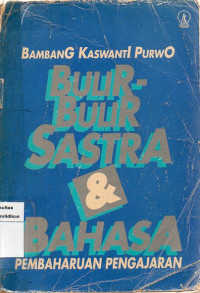 BAMBANG KASWANTI PURWO
BULIR-
BULIR
SASTRA
&
BAHASA
PEMBAHARUAN PENGAJARAN